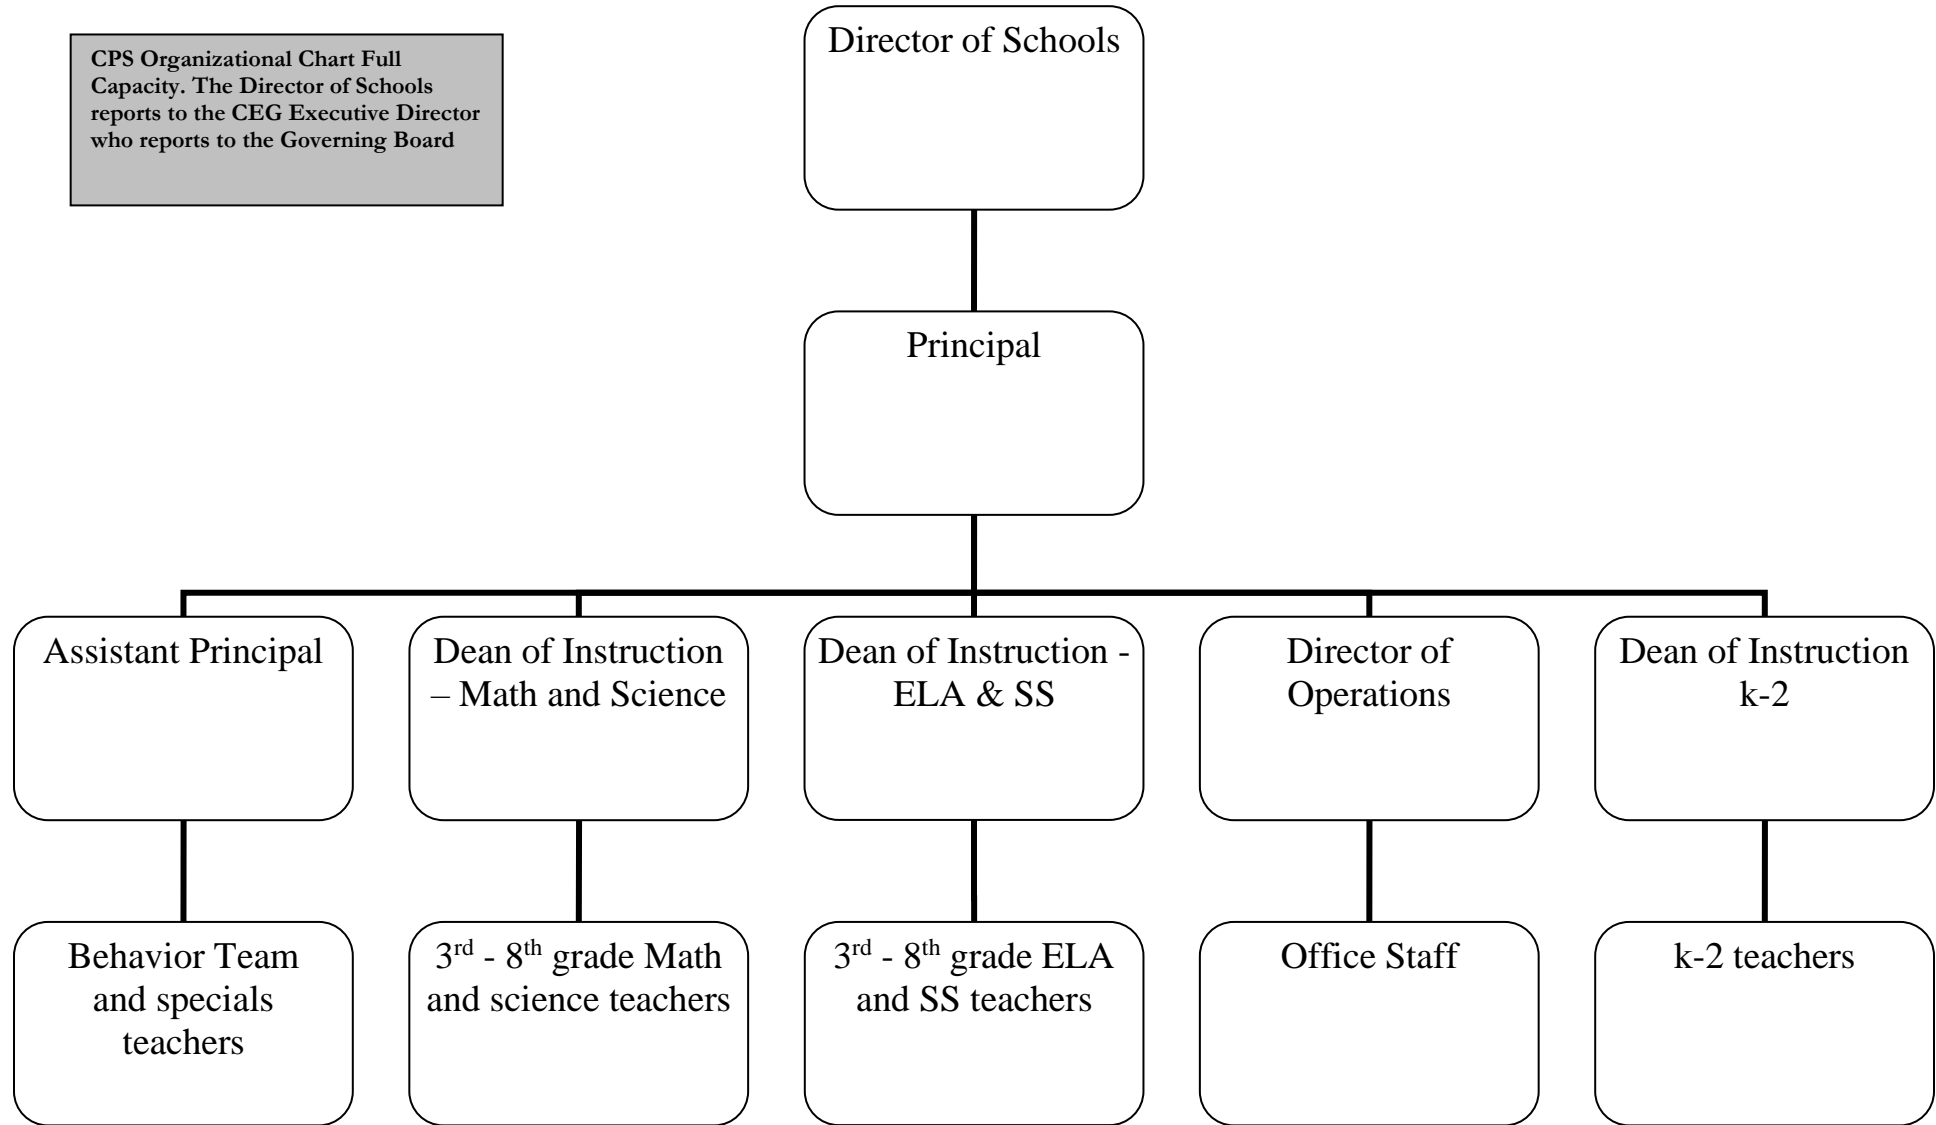 CPS Organizational Chart Full
Capacity. The Director of Schools
reports to the CEG Executive Director
who reports to the Governing Board
Director of Schools
Principal
Assistant Principal
Dean of Instruction
– Math and Science
Dean of Instruction -
ELA & SS
Director of
Operations
Dean of Instruction
k-2
Behavior Team
and specials
teachers
3rd - 8th grade Math
and science teachers
3rd - 8th grade ELA
and SS teachers
Office Staff
k-2 teachers